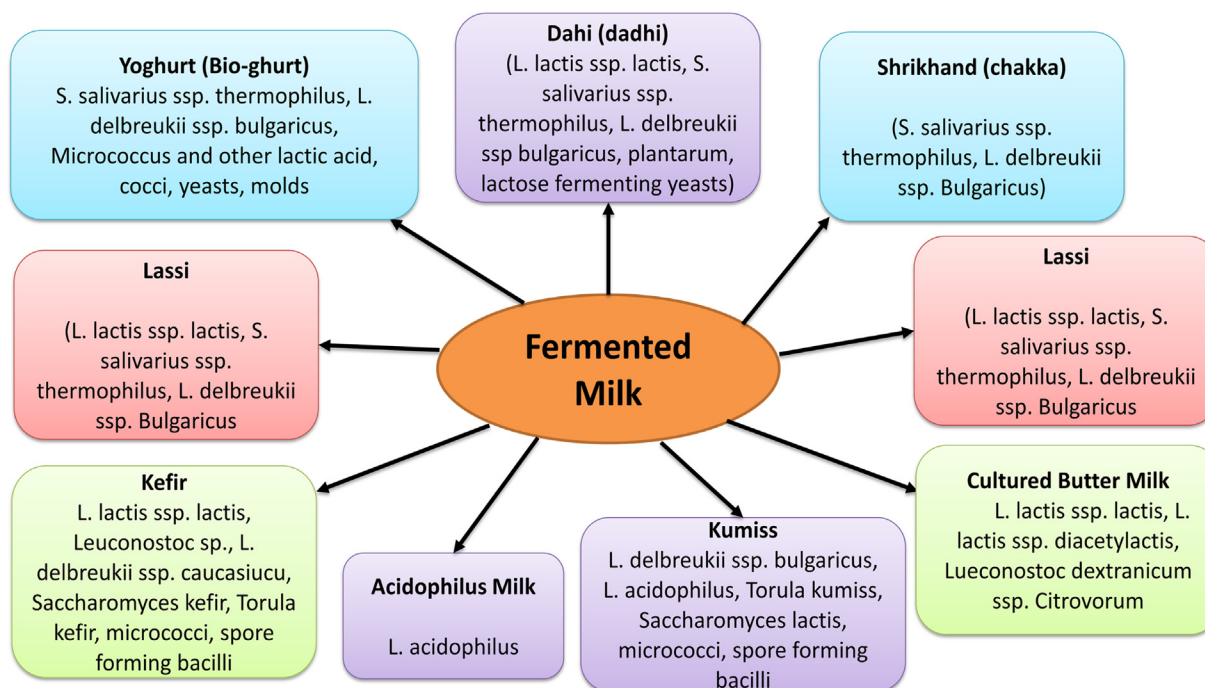 Yoghurt (Bio-ghurt)
S. salivarius ssp. thermophilus, L.
delbreukii ssp. bulgaricus,
Micrococcus and other lactic acid,
cocci, yeasts, molds
Dahi (dadhi)
(L. lactis ssp. lactis, S.
salivarius ssp.
thermophilus, L. delbreukii
ssp bulgaricus, plantarum,
lactose fermenting yeasts)
Shrikhand (chakka)
(S. salivarius ssp.
thermophilus, L. delbreukii
ssp. Bulgaricus)
Lassi
(L. lactis ssp. lactis, S.
salivarius ssp.
thermophilus, L. delbreukii
ssp. Bulgaricus
Fermented
Milk
Lassi
(L. lactis ssp. lactis, S.
salivarius ssp.
thermophilus, L. delbreukii
ssp. Bulgaricus
Kefir
L. lactis ssp. lactis,
Leuconostoc sp., L.
delbreukii ssp. caucasiucu,
Saccharomyces kefir, Torula
kefir, micrococci, spore
forming bacilli
Acidophilus Milk
L. acidophilus
Kumiss
L. delbreukii ssp. bulgaricus,
L. acidophilus, Torula kumiss,
Saccharomyces lactis,
micrococci, spore forming
bacilli
Cultured Butter Milk
L. lactis ssp. lactis, L.
lactis ssp. diacetylactis,
Lueconostoc dextranicum
ssp. Citrovorum